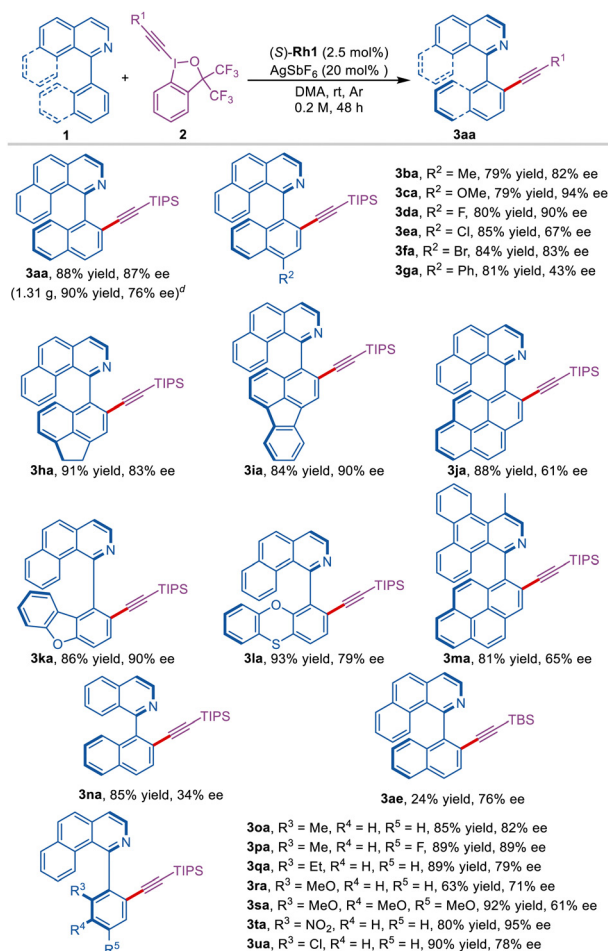 R¹
N
R¹
I—O
CF₃
CF₃
(S)-Rh1 (2.5 mol%)
AgSbF₆ (20 mol% )
DMA, rt, Ar
0.2 M, 48 h
N
R¹
+
1
2
3aa
N
TIPS
N
TIPS
R²
3aa, 88% yield, 87% ee
(1.31 g, 90% yield, 76% ee)ᵈ
3ba, R² = Me, 79% yield, 82% ee
3ca, R² = OMe, 79% yield, 94% ee
3da, R² = F, 80% yield, 90% ee
3ea, R² = Cl, 85% yield, 67% ee
3fa, R² = Br, 84% yield, 83% ee
3ga, R² = Ph, 81% yield, 43% ee
N
TIPS
N
TIPS
N
TIPS
3ha, 91% yield, 83% ee
3ia, 84% yield, 90% ee
3ja, 88% yield, 61% ee
N
TIPS
O
N
TIPS
O
S
N
TIPS
3ka, 86% yield, 90% ee
3la, 93% yield, 79% ee
3ma, 81% yield, 65% ee
N
TIPS
N
TBS
3na, 85% yield, 34% ee
3ae, 24% yield, 76% ee
N
TIPS
R³
R⁴
R⁵
3oa, R³ = Me, R⁴ = H, R⁵ = H, 85% yield, 82% ee
3pa, R³ = Me, R⁴ = H, R⁵ = F, 89% yield, 89% ee
3qa, R³ = Et, R⁴ = H, R⁵ = H, 89% yield, 79% ee
3ra, R³ = MeO, R⁴ = H, R⁵ = H, 63% yield, 71% ee
3sa, R³ = MeO, R⁴ = MeO, R⁵ = MeO, 92% yield, 61% ee
3ta, R³ = NO₂, R⁴ = H, R⁵ = H, 80% yield, 95% ee
3ua, R³ = Cl, R⁴ = H, R⁵ = H, 90% yield, 78% ee